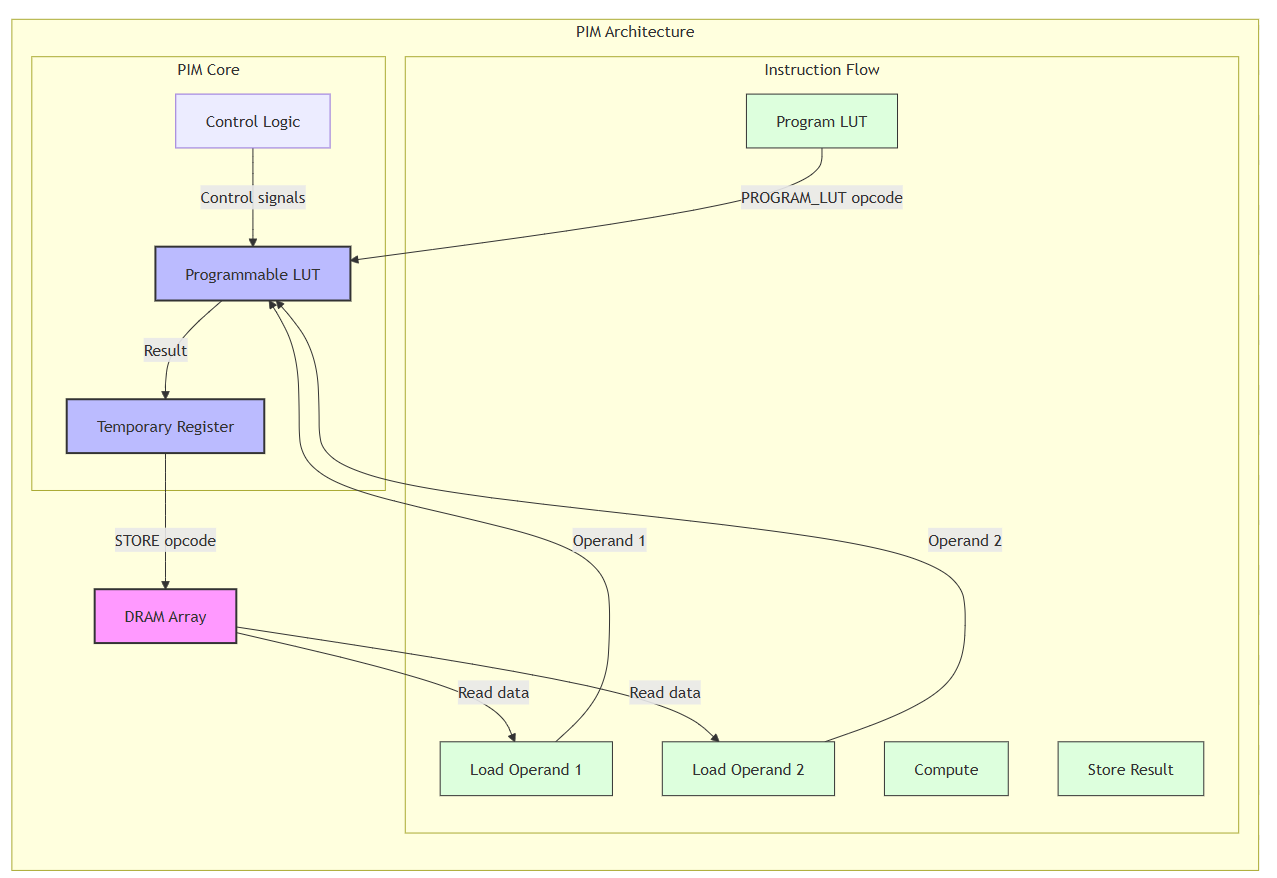 PIM Architecture
PIM Core
Instruction Flow
Control Logic
Program LUT
Control signals
PROGRAM_LUT opcode
Programmable LUT
Result
Temporary Register
STORE opcode
Operand 1
Operand 2
DRAM Array
Read data
Read data
Load Operand 1
Load Operand 2
Compute
Store Result